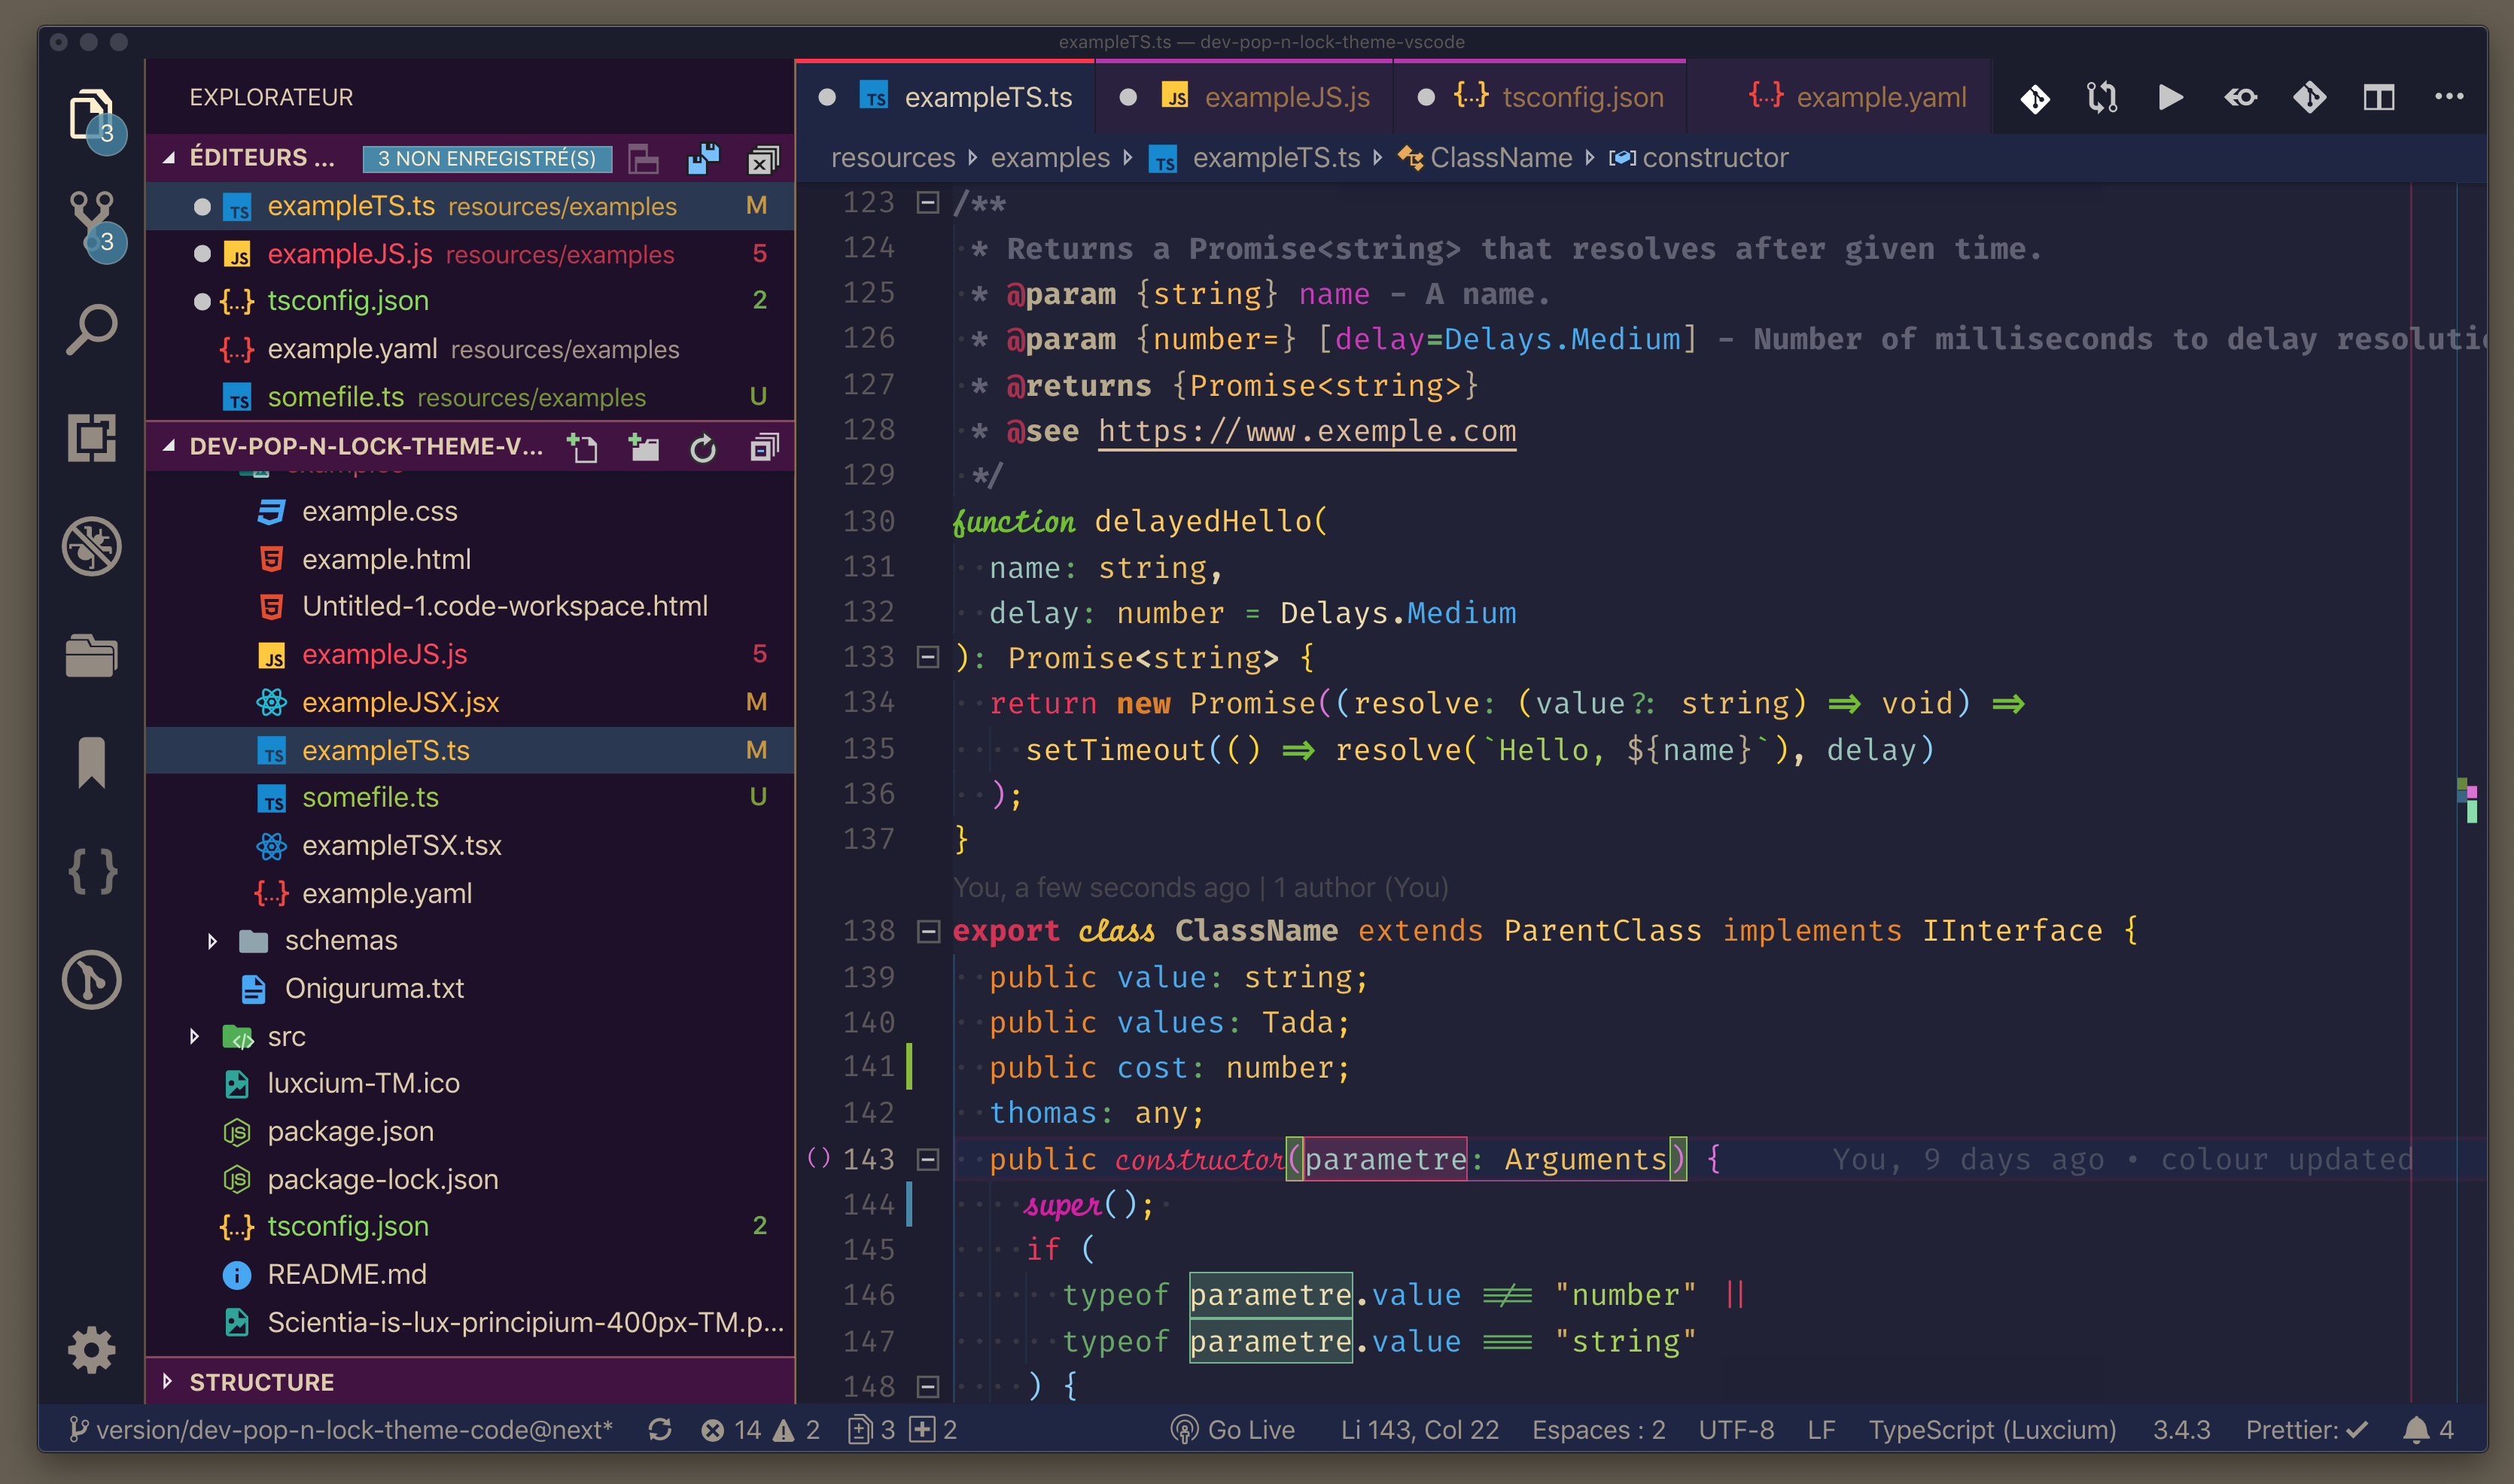 exampleTS.ts — dev-pop-n-lock-theme-vscode
3
3
EXPLORATEUR
ÉDITEURS ... 3 NON ENREGISTRÉ(S)
exampleTS.ts resources/examples M
exampleJS.js resources/examples 5
tsconfig.json 2
example.yaml resources/examples
somefile.ts resources/examples U
DEV-POP-N-LOCK-THEME-V...
examples
example.css
example.html
Untitled-1.code-workspace.html
exampleJS.js 5
exampleJSX.jsx M
exampleTS.ts M
somefile.ts U
exampleTSX.tsx
example.yaml
schemas
Oniguruma.txt
src
luxcium-TM.ico
package.json
package-lock.json
tsconfig.json 2
README.md
Scientia-is-lux-principium-400px-TM.p...
STRUCTURE
exampleTS.ts exampleJS.js tsconfig.json example.yaml
resources examples exampleTS.ts ClassName constructor
123 /**
124 * Returns a Promise<string> that resolves after given time.
125 * @param {string} name - A name.
126 * @param {number=} [delay=Delays.Medium] - Number of milliseconds to delay resolutio
127 * @returns {Promise<string>}
128 * @see https://www.exemple.com
129 */
130 function delayedHello(
131 name: string,
132 delay: number = Delays.Medium
133 ): Promise<string> {
134 return new Promise((resolve: (value?: string) => void) =>
135 setTimeout(() => resolve(`Hello, ${name}`), delay)
136 );
137 }
You, a few seconds ago | 1 author (You)
138 export class ClassName extends ParentClass implements IInterface {
139 public value: string;
140 public values: Tada;
141 public cost: number;
142 thomas: any;
143 public constructor(parametre: Arguments) { You, 9 days ago • colour updated
144 super();
145 if (
146 typeof parametre.value !== "number" ||
147 typeof parametre.value === "string"
148 ) {
version/dev-pop-n-lock-theme-code@next* 14 2 3 2 Go Live Li 143, Col 22 Espaces : 2 UTF-8 LF TypeScript (Luxcium) 3.4.3 Prettier: ✓ 4